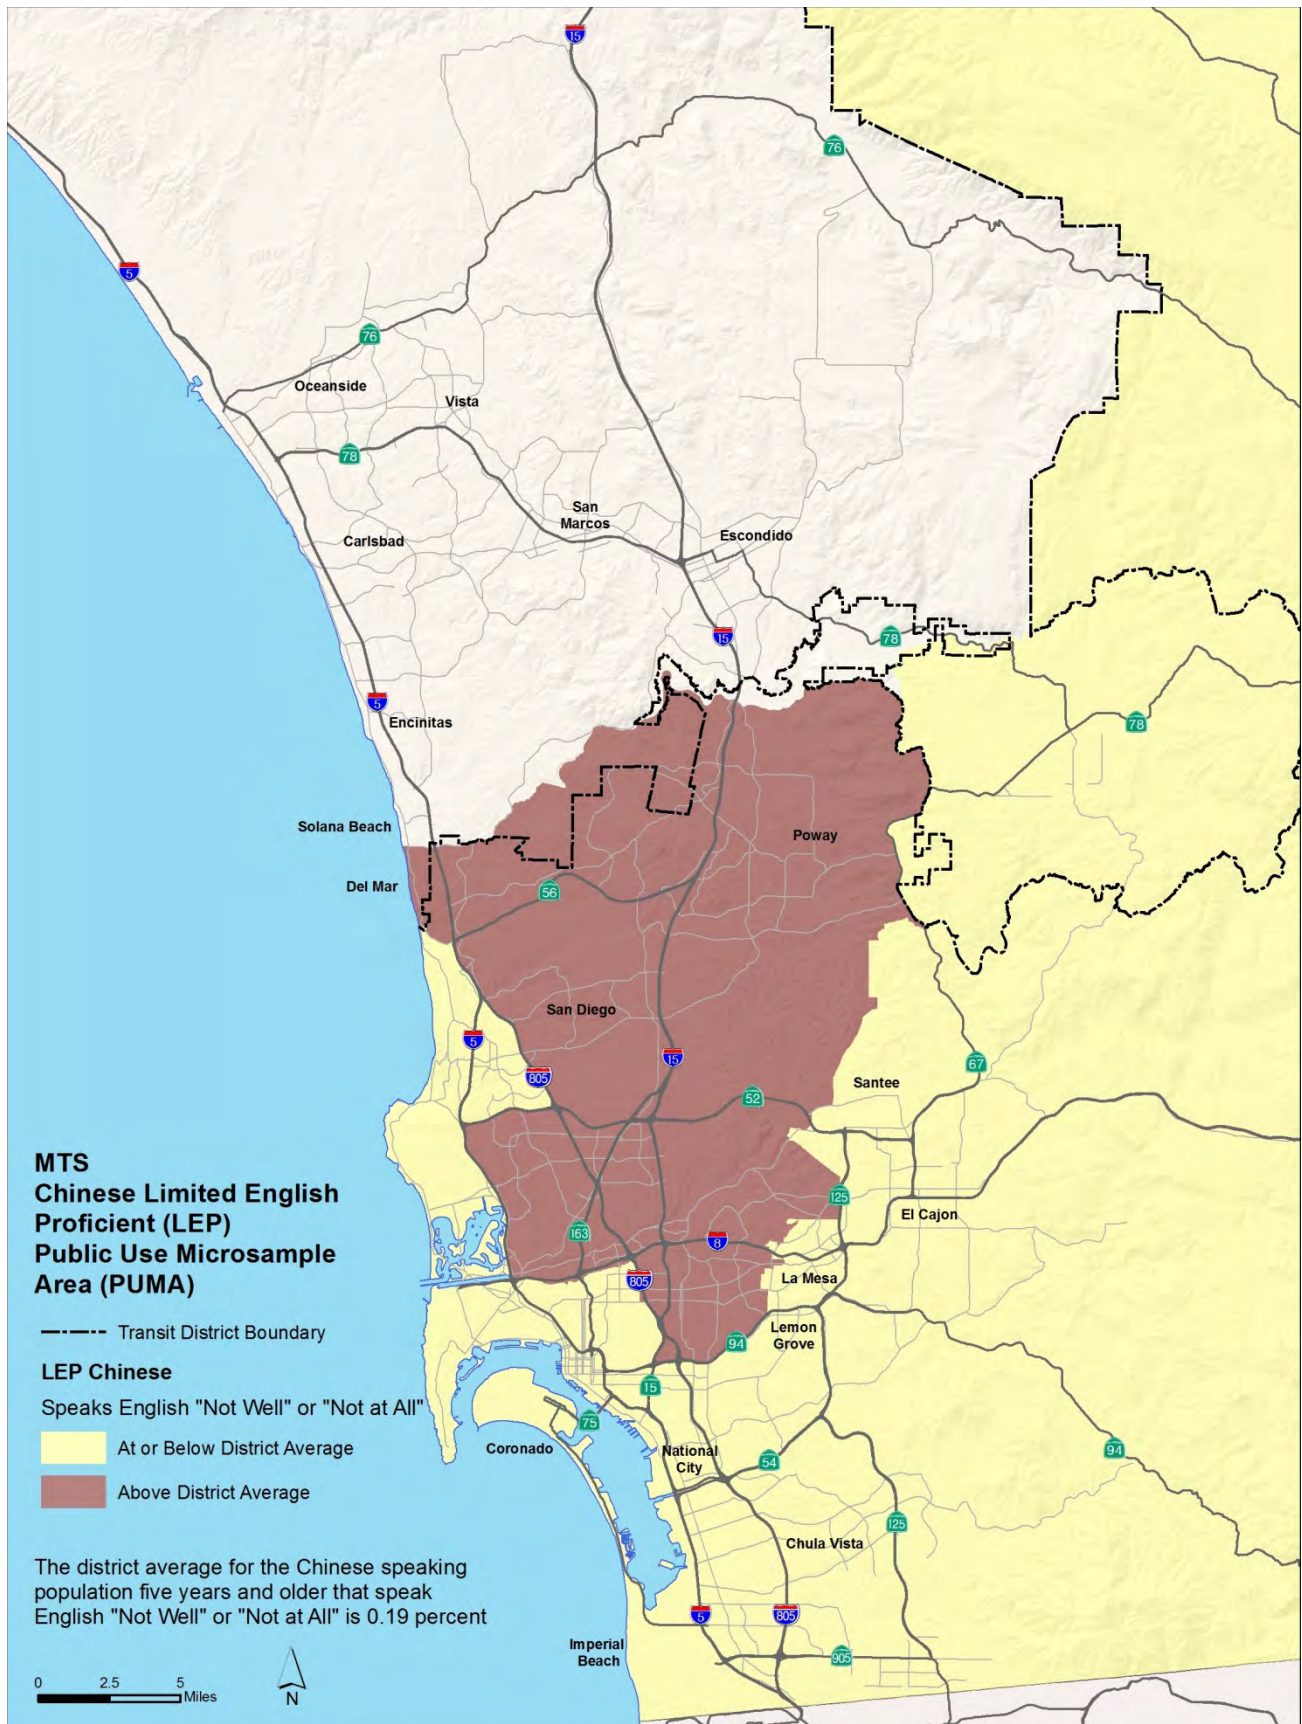 15
76
5
76
Oceanside
Vista
78
San
Marcos
Carlsbad
Escondido
15
78
5
Encinitas
78
Solana Beach
Poway
Del Mar
56
San Diego
5
15
67
805
Santee
52
125
El Cajon
163
8
805
La Mesa
Lemon
Grove
94
15
75
Coronado
National
City
54
94
125
Chula Vista
5
805
Imperial
Beach
905
MTS
Chinese Limited English
Proficient (LEP)
Public Use Microsample
Area (PUMA)
Transit District Boundary
LEP Chinese
Speaks English "Not Well" or "Not at All"
At or Below District Average
Above District Average
The district average for the Chinese speaking
population five years and older that speak
English "Not Well" or "Not at All" is 0.19 percent
0 2.5 5
Miles
N